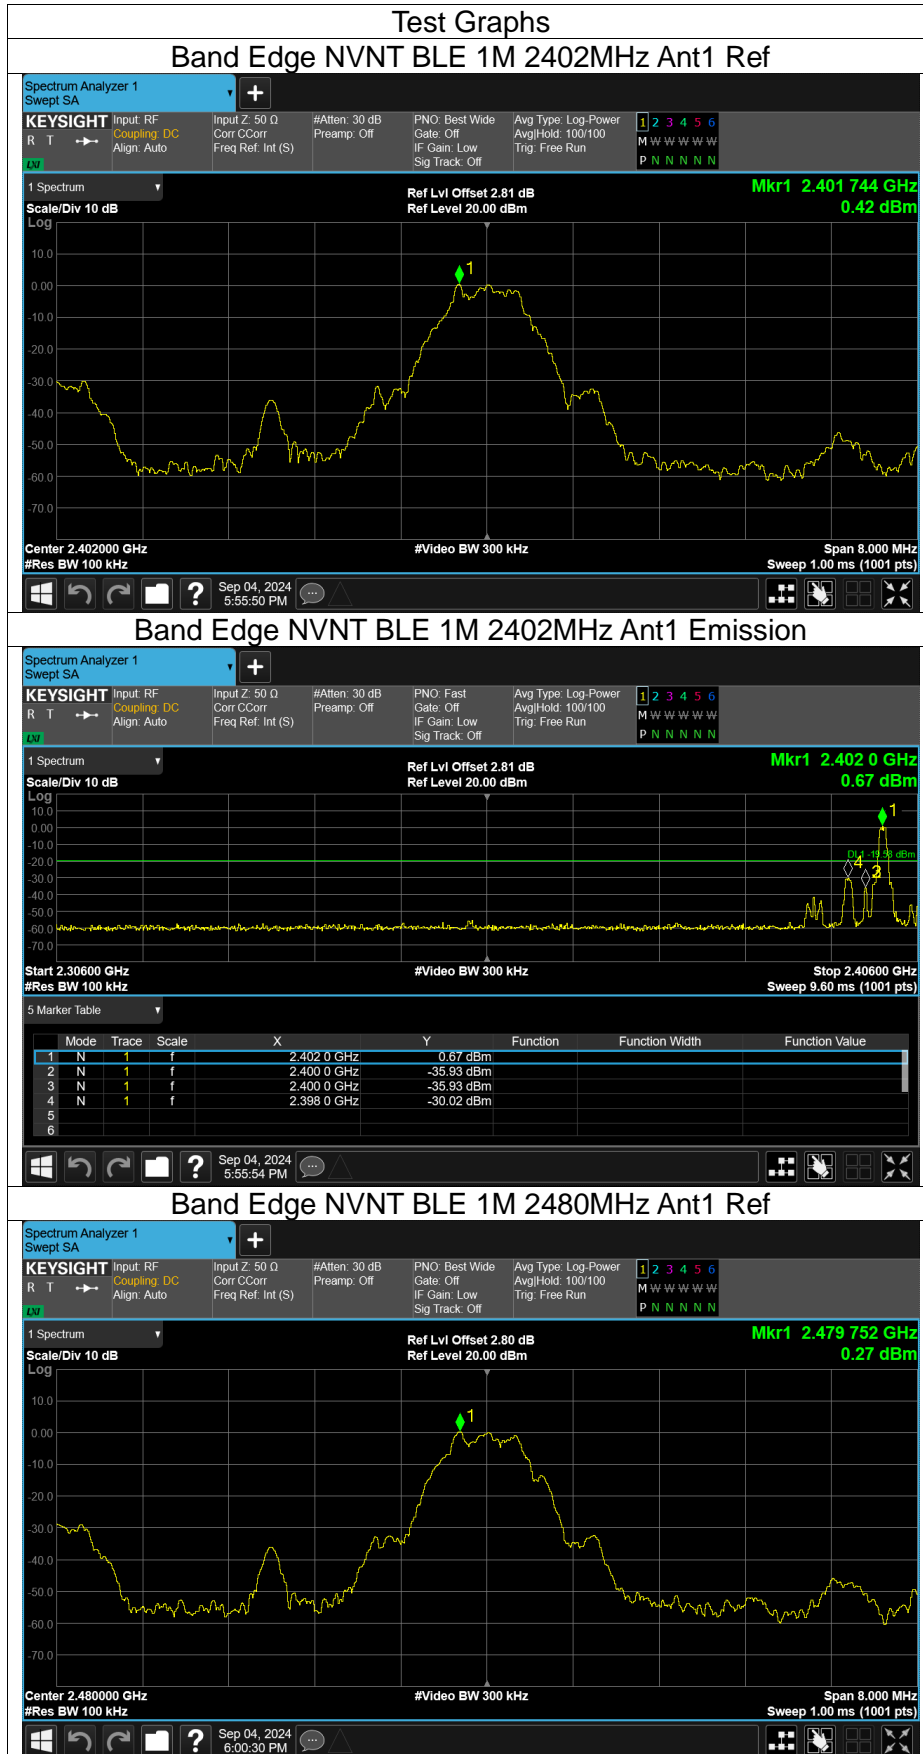 Test Graphs
Band Edge NVNT BLE 1M 2402MHz Ant1 Ref
Spectrum Analyzer 1
Swept SA
+
KEYSIGHT Input: RF Input Z: 50 Ω #Atten: 30 dB PNO: Best Wide Avg Type: Log-Power 1 2 3 4 5 6
R T Coupling: DC Corr CCorr Preamp: Off Gate: Off Avg|Hold: 100/100 M W W W W W
Align: Auto Freq Ref: Int (S) IF Gain: Low Trig: Free Run
LXI Sig Track: Off P N N N N N
1 Spectrum Ref Lvl Offset 2.81 dB Mkr1 2.401 744 GHz
Scale/Div 10 dB Ref Level 20.00 dBm 0.42 dBm
Log
10.0
1
0.00
-10.0
-20.0
-30.0
-40.0
-50.0
-60.0
-70.0
Center 2.402000 GHz #Video BW 300 kHz Span 8.000 MHz
#Res BW 100 kHz Sweep 1.00 ms (1001 pts)
? Sep 04, 2024
5:55:50 PM
Band Edge NVNT BLE 1M 2402MHz Ant1 Emission
Spectrum Analyzer 1
Swept SA
+
KEYSIGHT Input: RF Input Z: 50 Ω #Atten: 30 dB PNO: Fast Avg Type: Log-Power 1 2 3 4 5 6
R T Coupling: DC Corr CCorr Preamp: Off Gate: Off Avg|Hold: 100/100 M W W W W W
Align: Auto Freq Ref: Int (S) IF Gain: Low Trig: Free Run
LXI Sig Track: Off P N N N N N
1 Spectrum Ref Lvl Offset 2.81 dB Mkr1 2.402 0 GHz
Scale/Div 10 dB Ref Level 20.00 dBm 0.67 dBm
Log
10.0 1
0.00
-10.0
DL1 -19.58 dBm
-20.0 4
-30.0 3
-40.0
-50.0
-60.0
-70.0
Start 2.30600 GHz #Video BW 300 kHz Stop 2.40600 GHz
#Res BW 100 kHz Sweep 9.60 ms (1001 pts)
5 Marker Table
Mode Trace Scale X Y Function Function Width Function Value
1 N 1 f 2.402 0 GHz 0.67 dBm
2 N 1 f 2.400 0 GHz -35.93 dBm
3 N 1 f 2.400 0 GHz -35.93 dBm
4 N 1 f 2.398 0 GHz -30.02 dBm
5
6
? Sep 04, 2024
5:55:54 PM
Band Edge NVNT BLE 1M 2480MHz Ant1 Ref
Spectrum Analyzer 1
Swept SA
+
KEYSIGHT Input: RF Input Z: 50 Ω #Atten: 30 dB PNO: Best Wide Avg Type: Log-Power 1 2 3 4 5 6
R T Coupling: DC Corr CCorr Preamp: Off Gate: Off Avg|Hold: 100/100 M W W W W W
Align: Auto Freq Ref: Int (S) IF Gain: Low Trig: Free Run
LXI Sig Track: Off P N N N N N
1 Spectrum Ref Lvl Offset 2.80 dB Mkr1 2.479 752 GHz
Scale/Div 10 dB Ref Level 20.00 dBm 0.27 dBm
Log
10.0
1
0.00
-10.0
-20.0
-30.0
-40.0
-50.0
-60.0
-70.0
Center 2.480000 GHz #Video BW 300 kHz Span 8.000 MHz
#Res BW 100 kHz Sweep 1.00 ms (1001 pts)
? Sep 04, 2024
6:00:30 PM